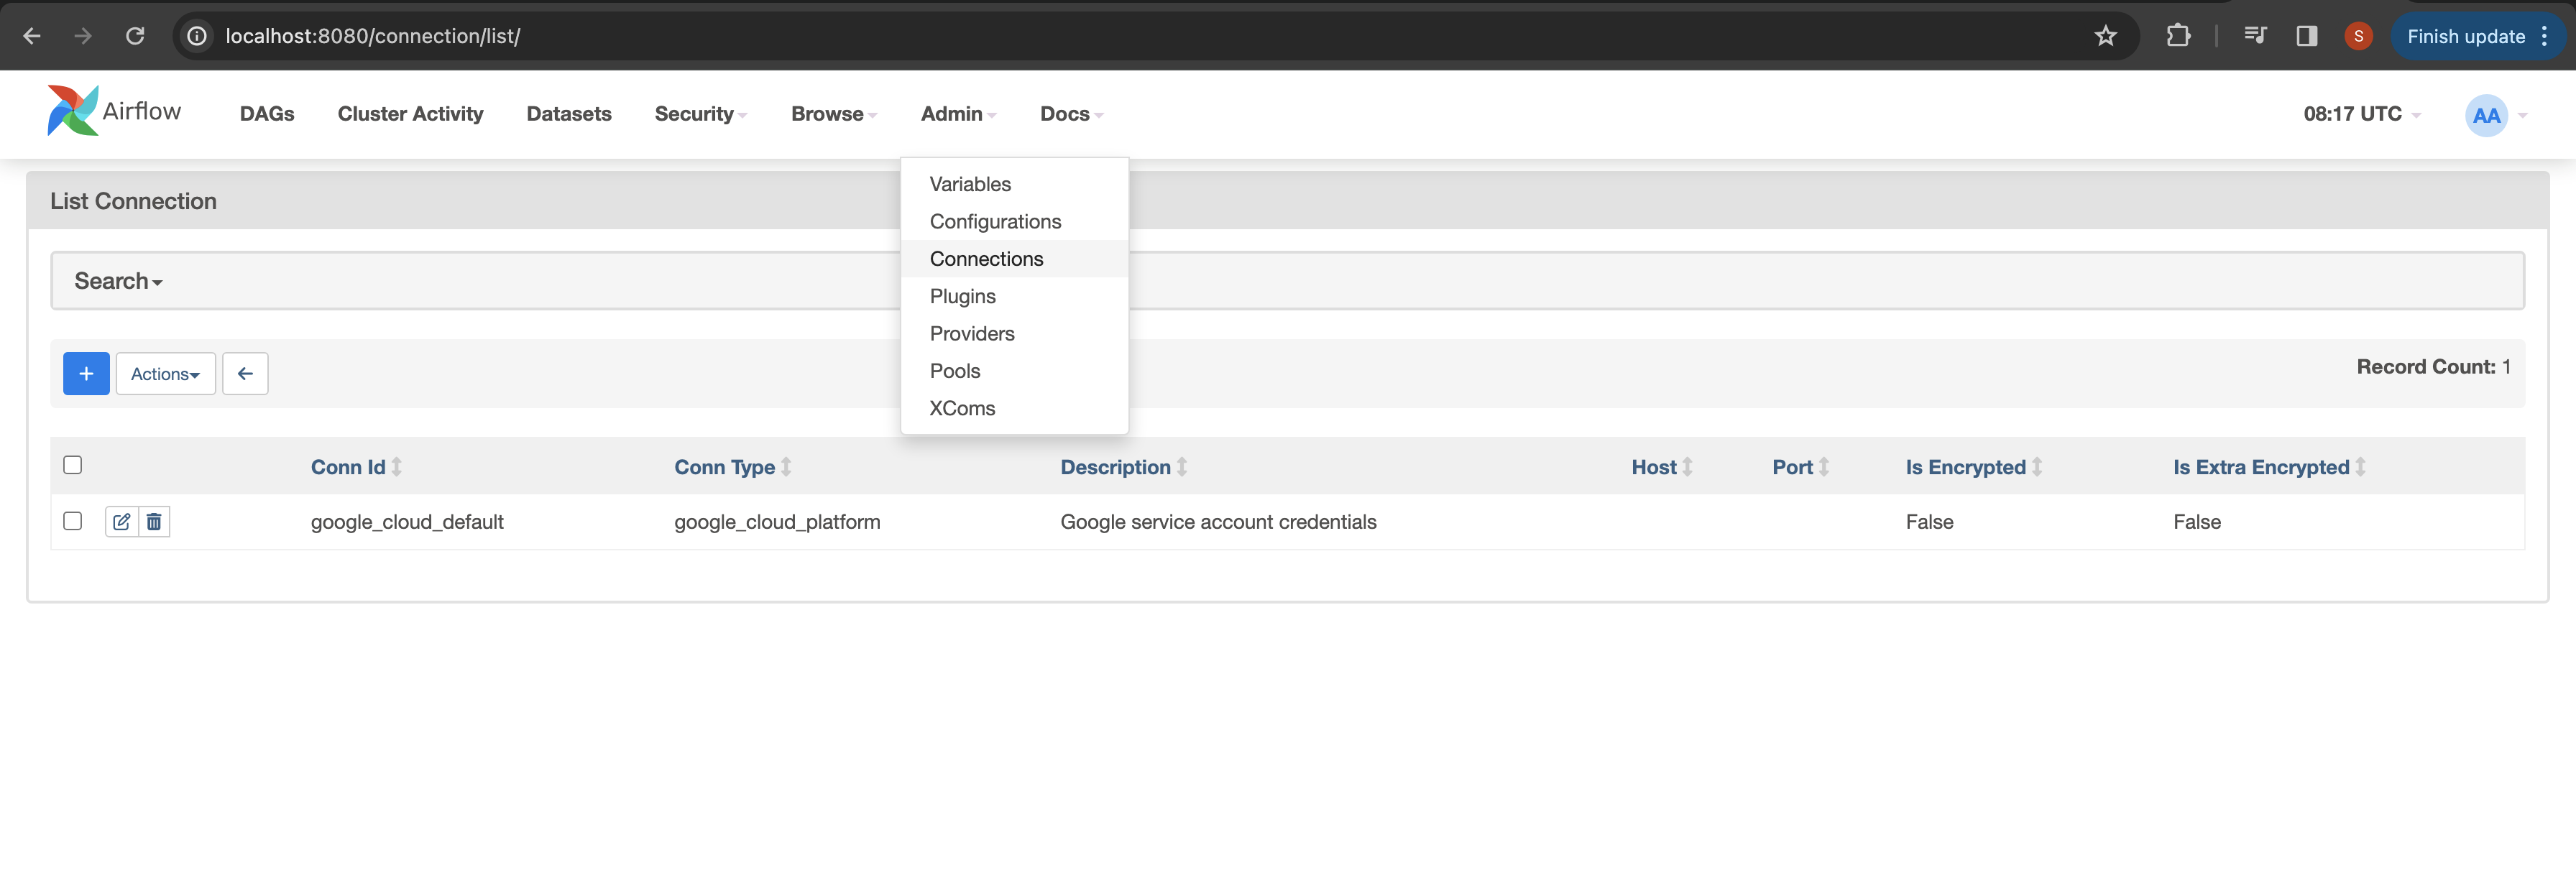 localhost:8080/connection/list/
S
Finish update
Airflow
DAGs Cluster Activity Datasets Security Browse Admin Docs 08:17 UTC AA
Variables
Configurations
Connections
Plugins
Providers
Pools
XComs
List Connection
Search
+ Actions
Record Count: 1
Conn Id Conn Type Description Host Port Is Encrypted Is Extra Encrypted
google_cloud_default google_cloud_platform Google service account credentials False False